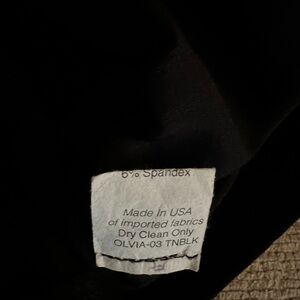 6% Spandex
Made In USA
of imported fabrics
Dry Clean Only
OLVIA-03 TNBLK